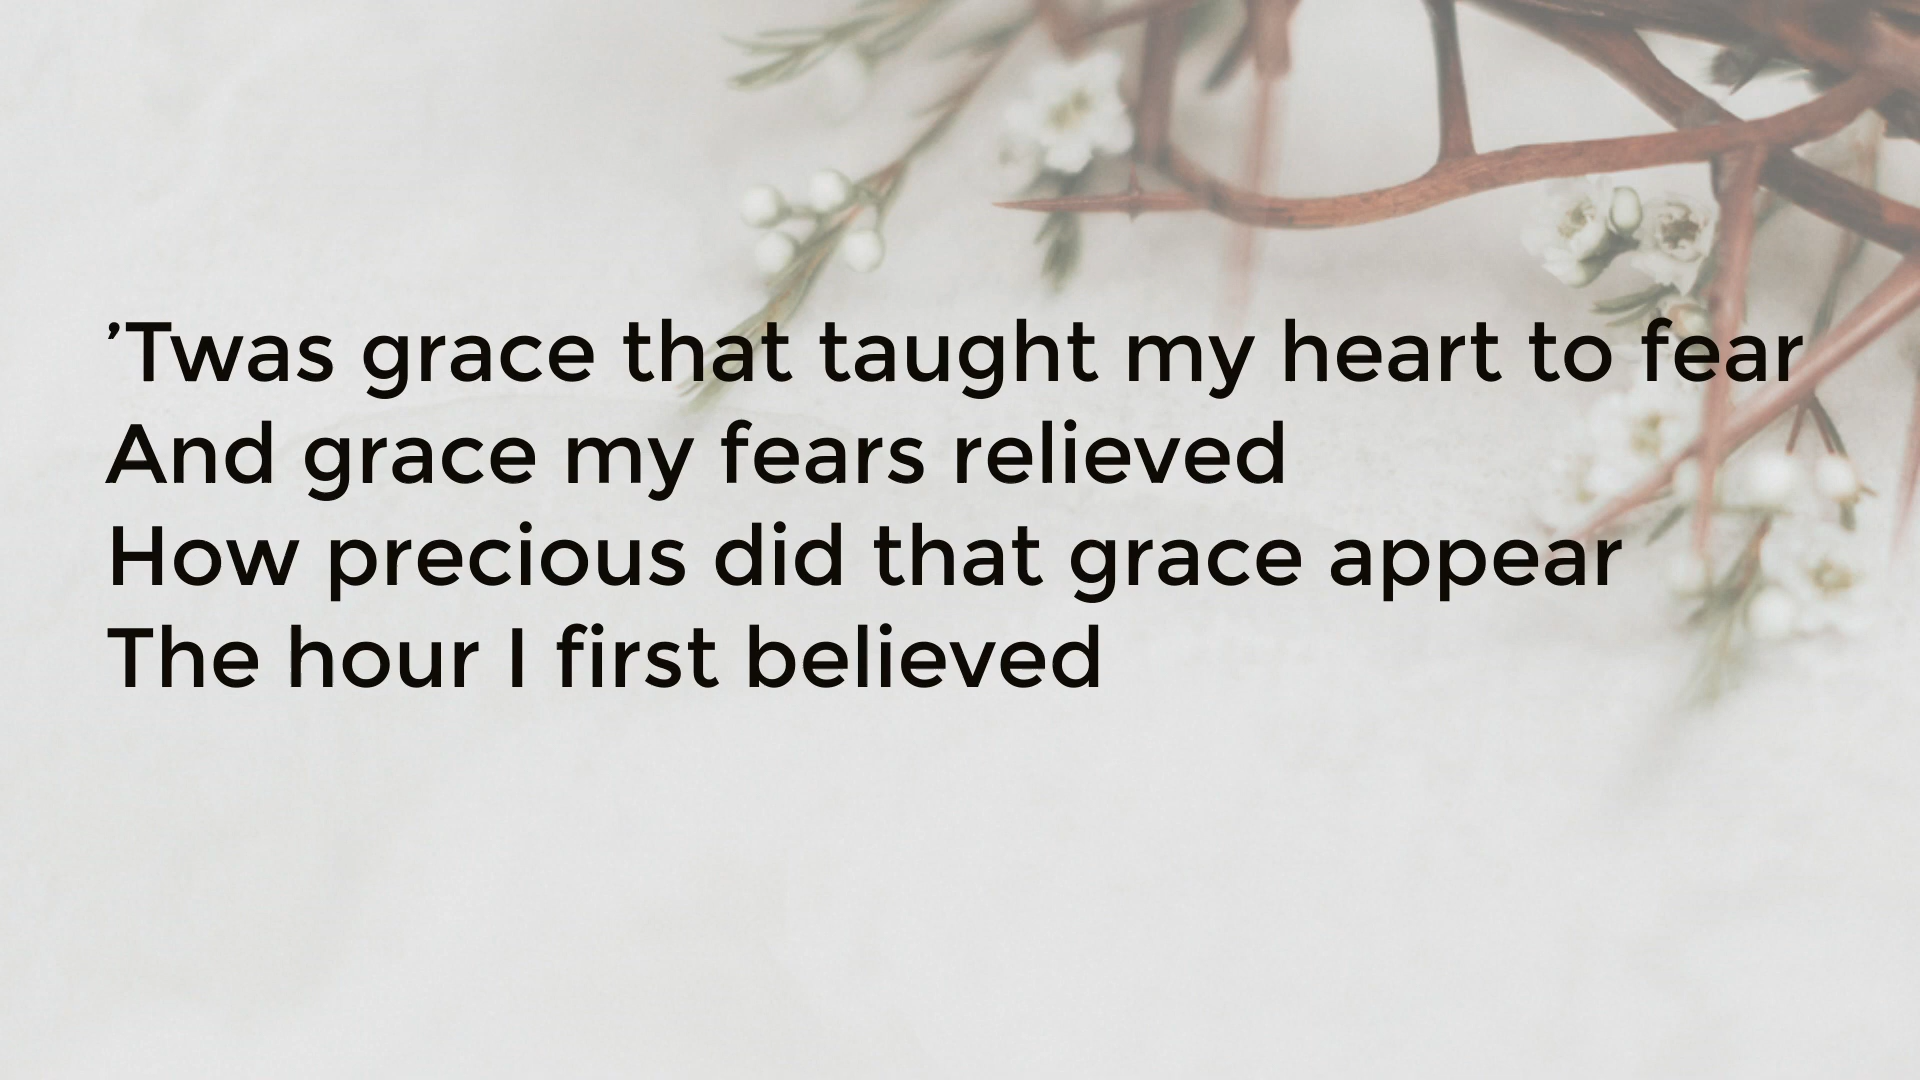 ’Twas grace that taught my heart to fear
And grace my fears relieved
How precious did that grace appear
The hour I first believed